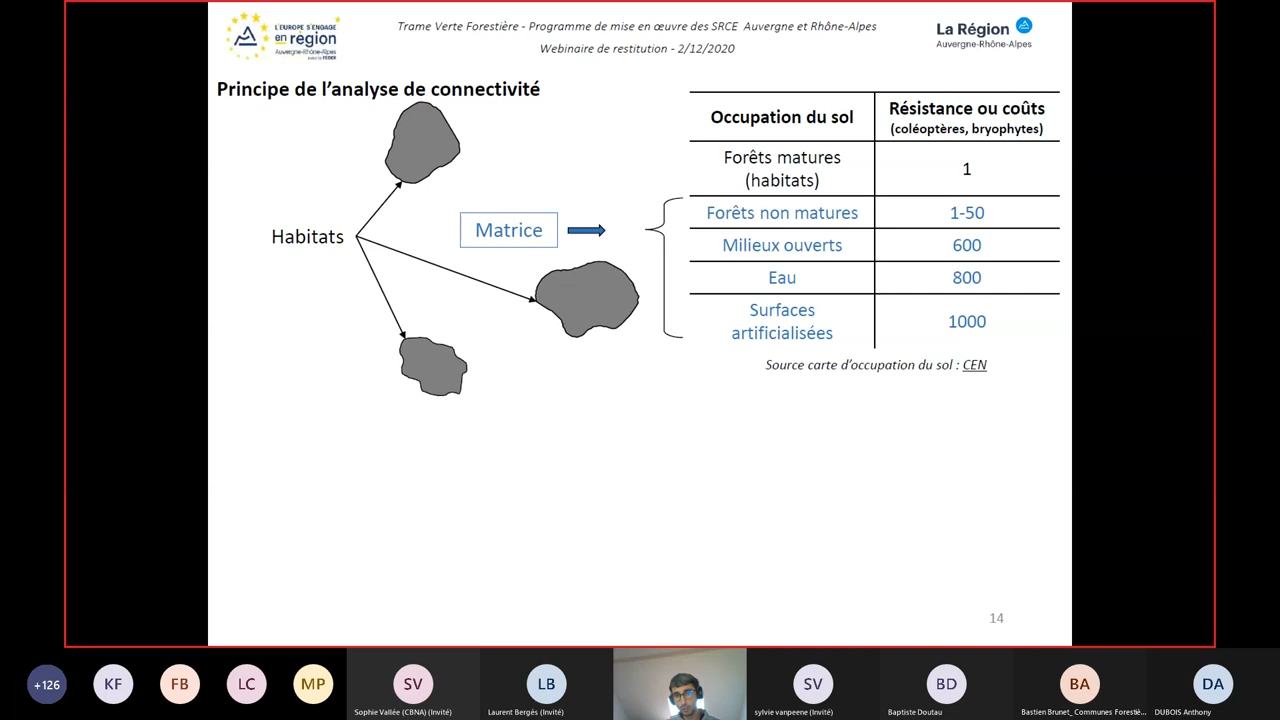 L'EUROPE S'ENGAGE
en région
Auvergne-Rhône-Alpes
avec le FEDER
Trame Verte Forestière - Programme de mise en œuvre des SRCE Auvergne et Rhône-Alpes
Webinaire de restitution - 2/12/2020
La Région
Auvergne-Rhône-Alpes
Principe de l'analyse de connectivité
Habitats
Matrice
Occupation du sol
Résistance ou coûts
(coléoptères, bryophytes)
Forêts matures
(habitats)
1
Forêts non matures
1-50
Milieux ouverts
600
Eau
800
Surfaces
artificialisées
1000
Source carte d'occupation du sol : CEN
14
+126
KF
FB
LC
MP
SV
Sophie Vallée (CBNA) (Invité)
LB
Laurent Bergès (Invité)
SV
sylvie vanpeene (Invité)
BD
Baptiste Doutau
BA
Bastien Brunet_ Communes Forestiè...
DA
DUBOIS Anthony